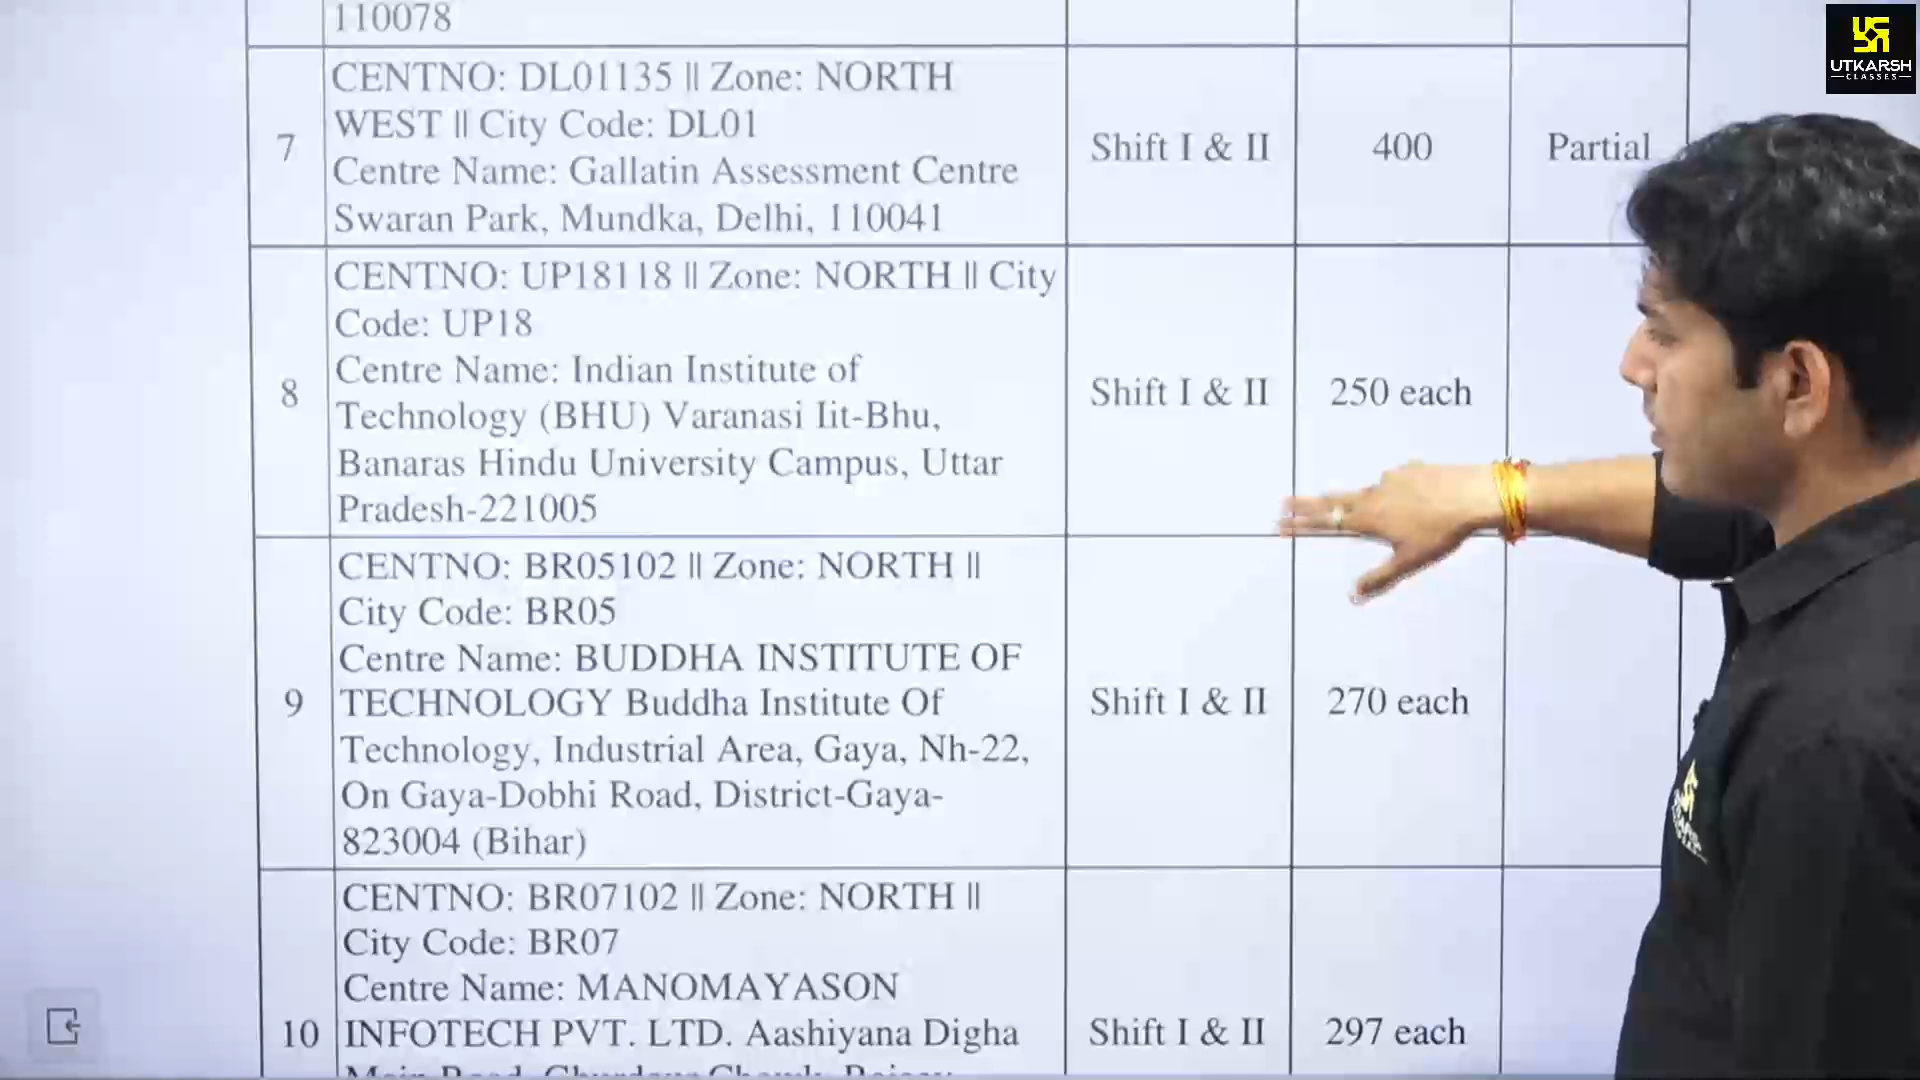 110078
UTKARSH
CLASSES
7
CENTNO: DL01135 || Zone: NORTH
WEST || City Code: DL01
Centre Name: Gallatin Assessment Centre
Swaran Park, Mundka, Delhi, 110041
Shift I & II
400
Partial
8
CENTNO: UP18118 || Zone: NORTH || City
Code: UP18
Centre Name: Indian Institute of
Technology (BHU) Varanasi Iit-Bhu,
Banaras Hindu University Campus, Uttar
Pradesh-221005
Shift I & II
250 each
9
CENTNO: BR05102 || Zone: NORTH ||
City Code: BR05
Centre Name: BUDDHA INSTITUTE OF
TECHNOLOGY Buddha Institute Of
Technology, Industrial Area, Gaya, Nh-22,
On Gaya-Dobhi Road, District-Gaya-
823004 (Bihar)
Shift I & II
270 each
10
CENTNO: BR07102 || Zone: NORTH ||
City Code: BR07
Centre Name: MANOMAYASON
INFOTECH PVT. LTD. Aashiyana Digha
Shift I & II
297 each